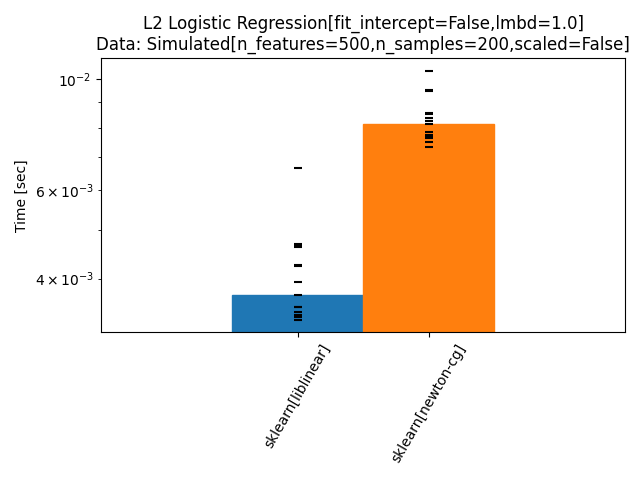 L2 Logistic Regression[fit_intercept=False,lmbd=1.0]
Data: Simulated[n_features=500,n_samples=200,scaled=False]
Time [sec]
10⁻²
6 × 10⁻³
4 × 10⁻³
sklearn[liblinear]
sklearn[newton-cg]